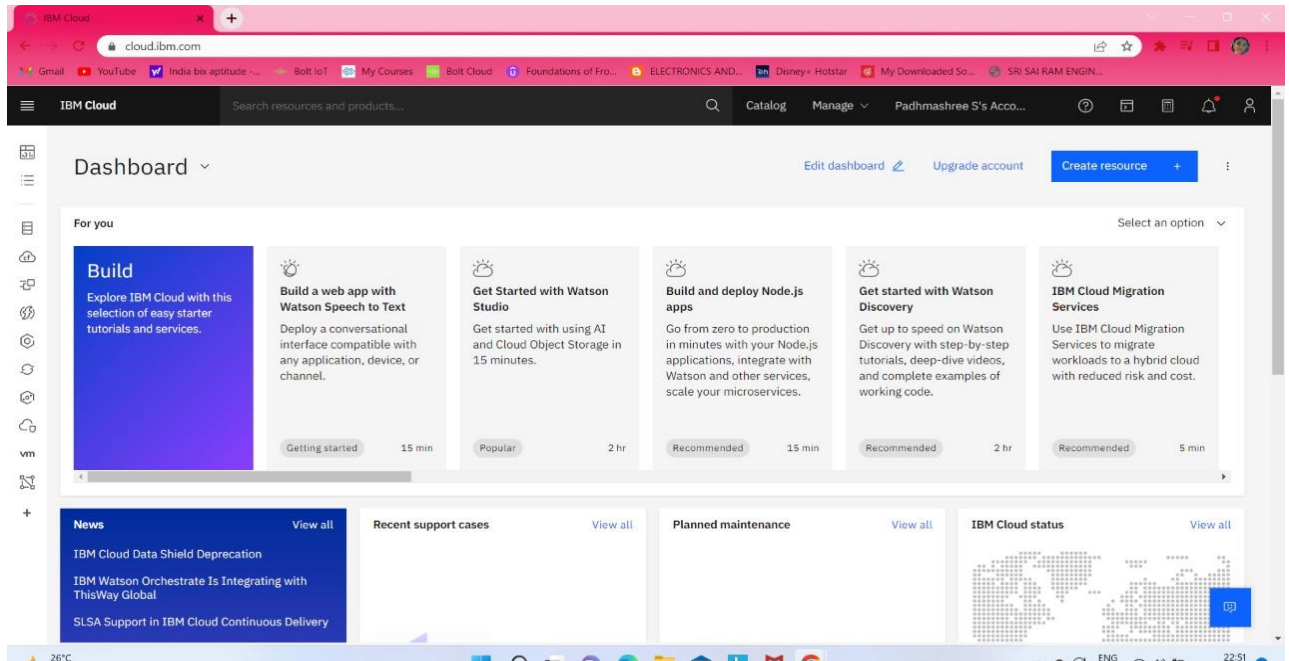 IBM Cloud
cloud.ibm.com
Gmail YouTube India bix aptitude -... Bolt IoT My Courses Bolt Cloud Foundations of Fro... ELECTRONICS AND... Disney+ Hotstar My Downloaded So... SRI SAI RAM ENGIN...
IBM Cloud Search resources and products... Catalog Manage Padhmashree S's Acco...
Dashboard Edit dashboard Upgrade account Create resource +
For you Select an option
Build
Explore IBM Cloud with this
selection of easy starter
tutorials and services.
Build a web app with
Watson Speech to Text
Deploy a conversational
interface compatible with
any application, device, or
channel.
Getting started 15 min
Get Started with Watson
Studio
Get started with using AI
and Cloud Object Storage in
15 minutes.
Popular 2 hr
Build and deploy Node.js
apps
Go from zero to production
in minutes with your Node.js
applications, integrate with
Watson and other services,
scale your microservices.
Recommended 15 min
Get started with Watson
Discovery
Get up to speed on Watson
Discovery with step-by-step
tutorials, deep-dive videos,
and complete examples of
working code.
Recommended 2 hr
IBM Cloud Migration
Services
Use IBM Cloud Migration
Services to migrate
workloads to a hybrid cloud
with reduced risk and cost.
Recommended 5 min
vm
News View all
IBM Cloud Data Shield Deprecation
IBM Watson Orchestrate Is Integrating with
ThisWay Global
SLSA Support in IBM Cloud Continuous Delivery
Recent support cases View all
Planned maintenance View all
IBM Cloud status View all
26°C ENG 22:51